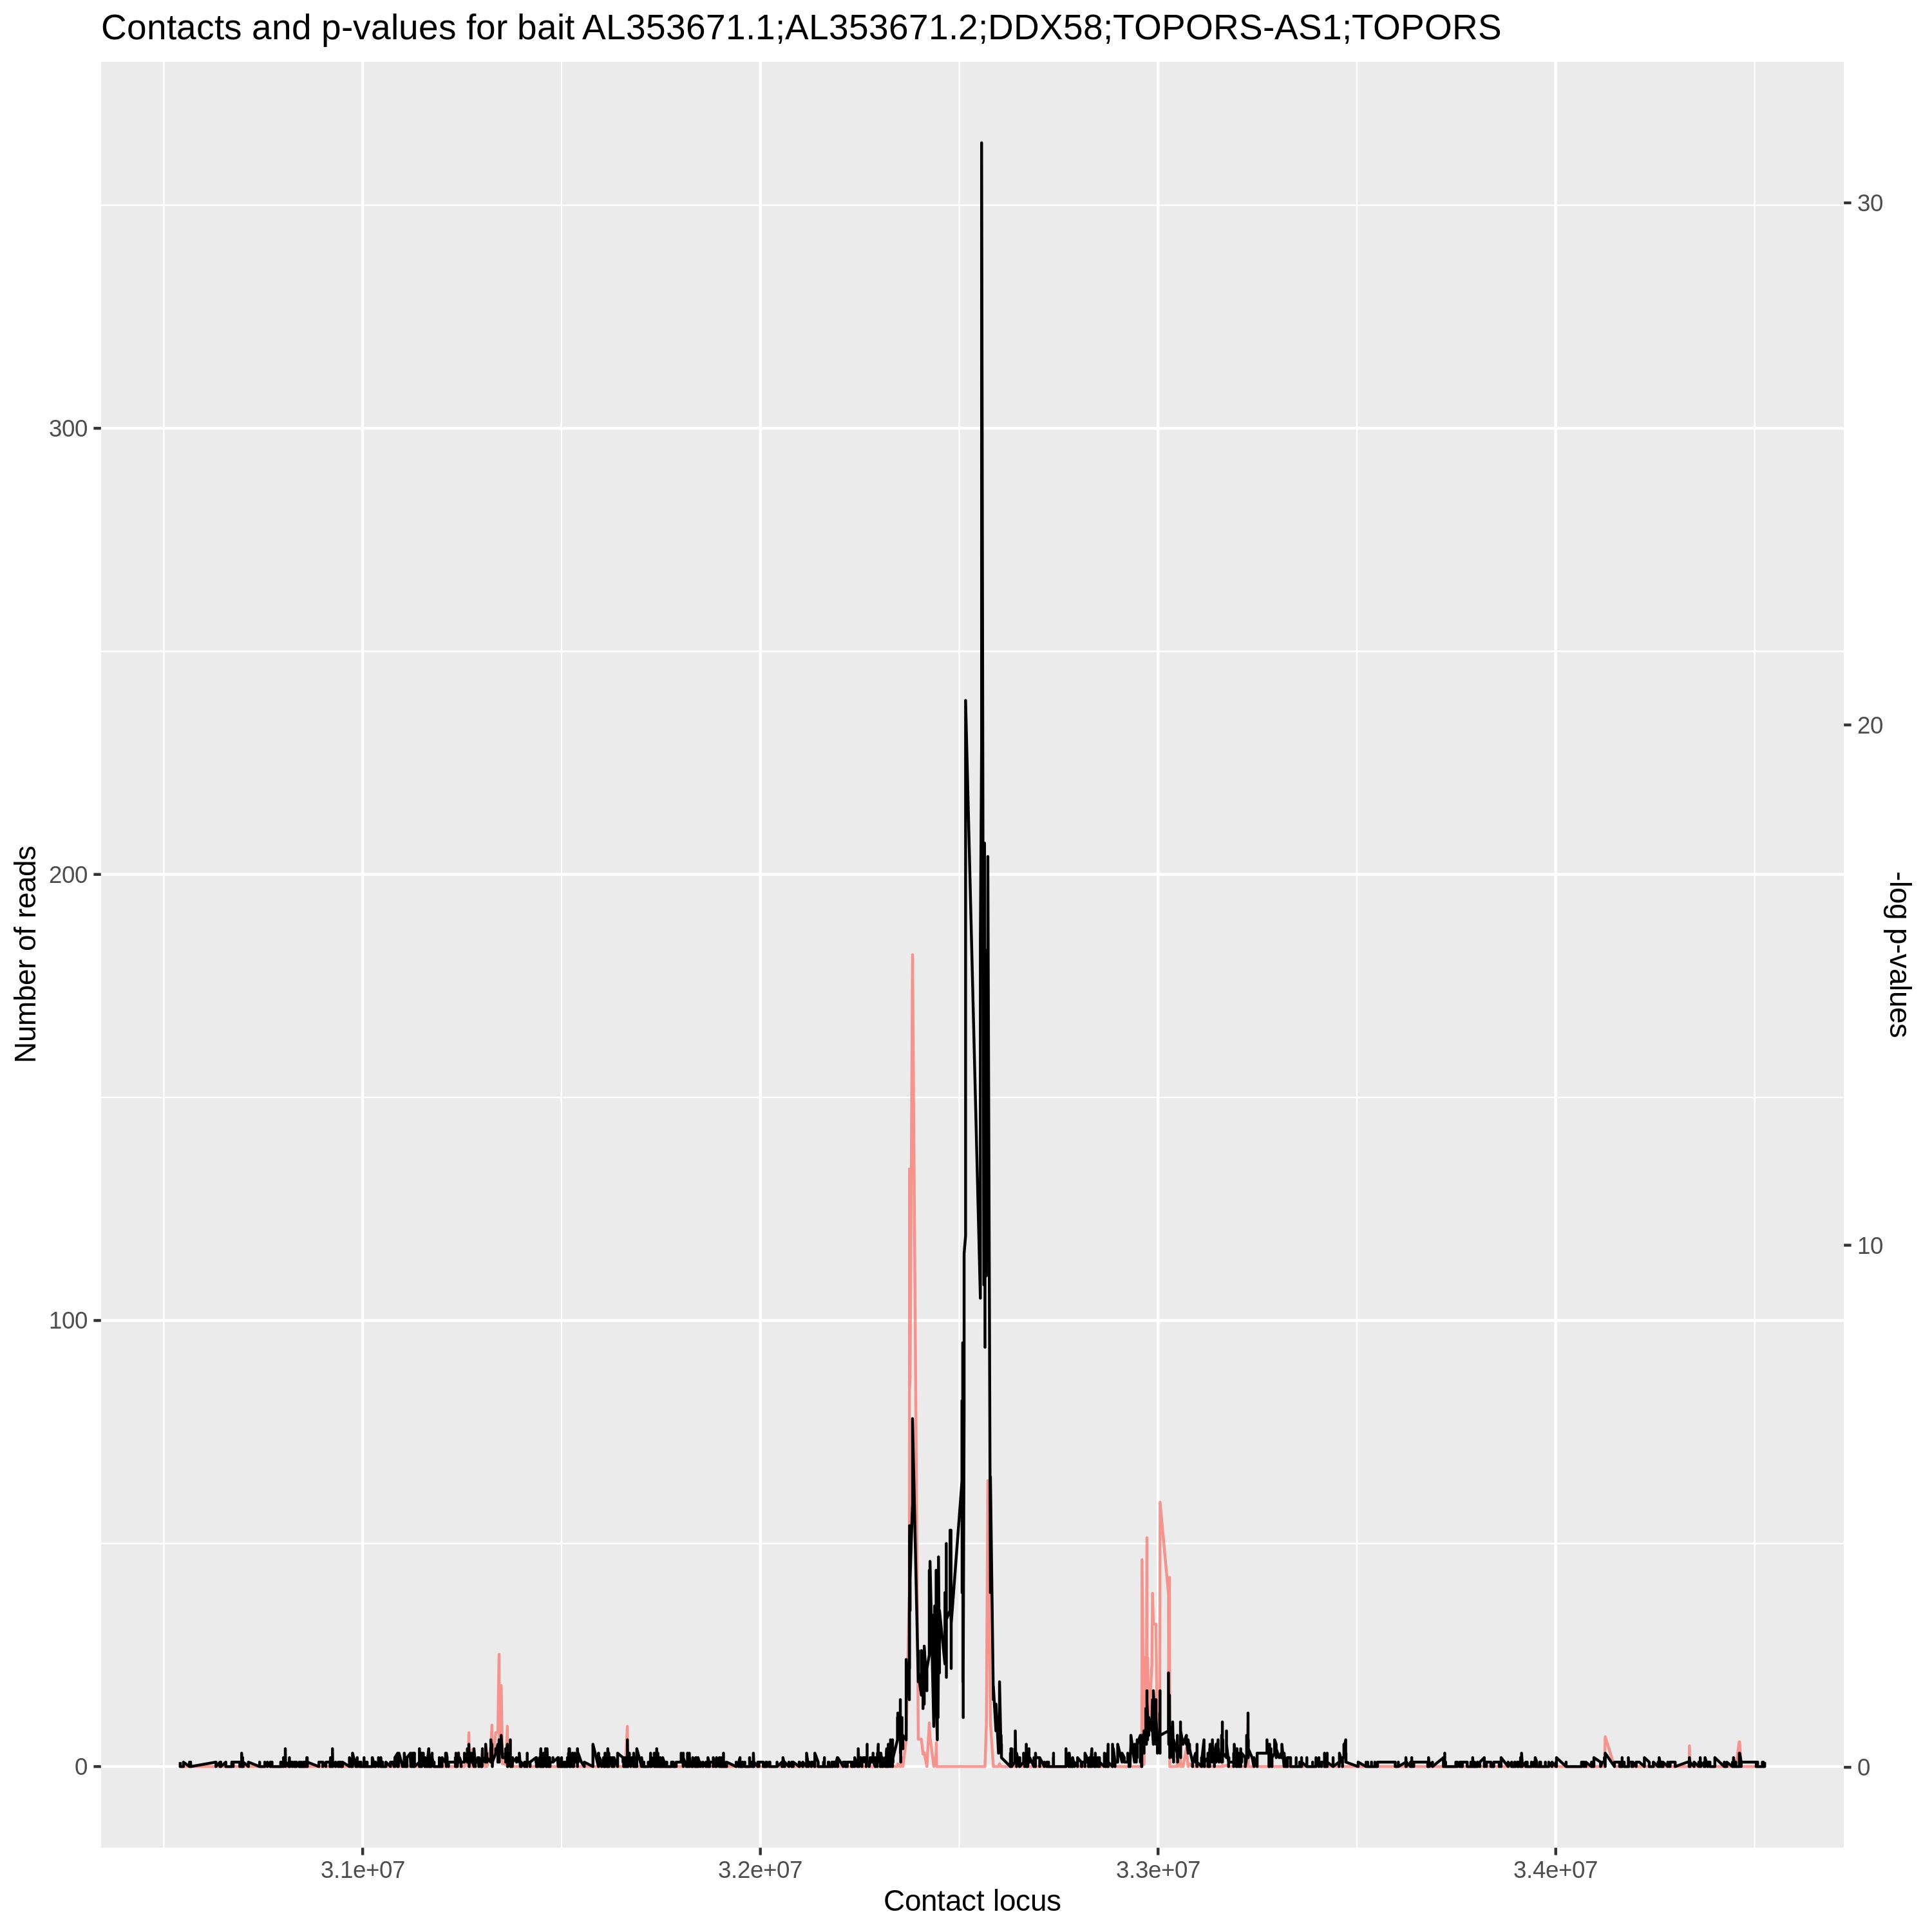 Contacts and p-values for bait AL353671.1;AL353671.2;DDX58;TOPORS-AS1;TOPORS
Number of reads
300
200
100
0
30
20
10
0
-log p-values
3.1e+07 3.2e+07 3.3e+07 3.4e+07
Contact locus